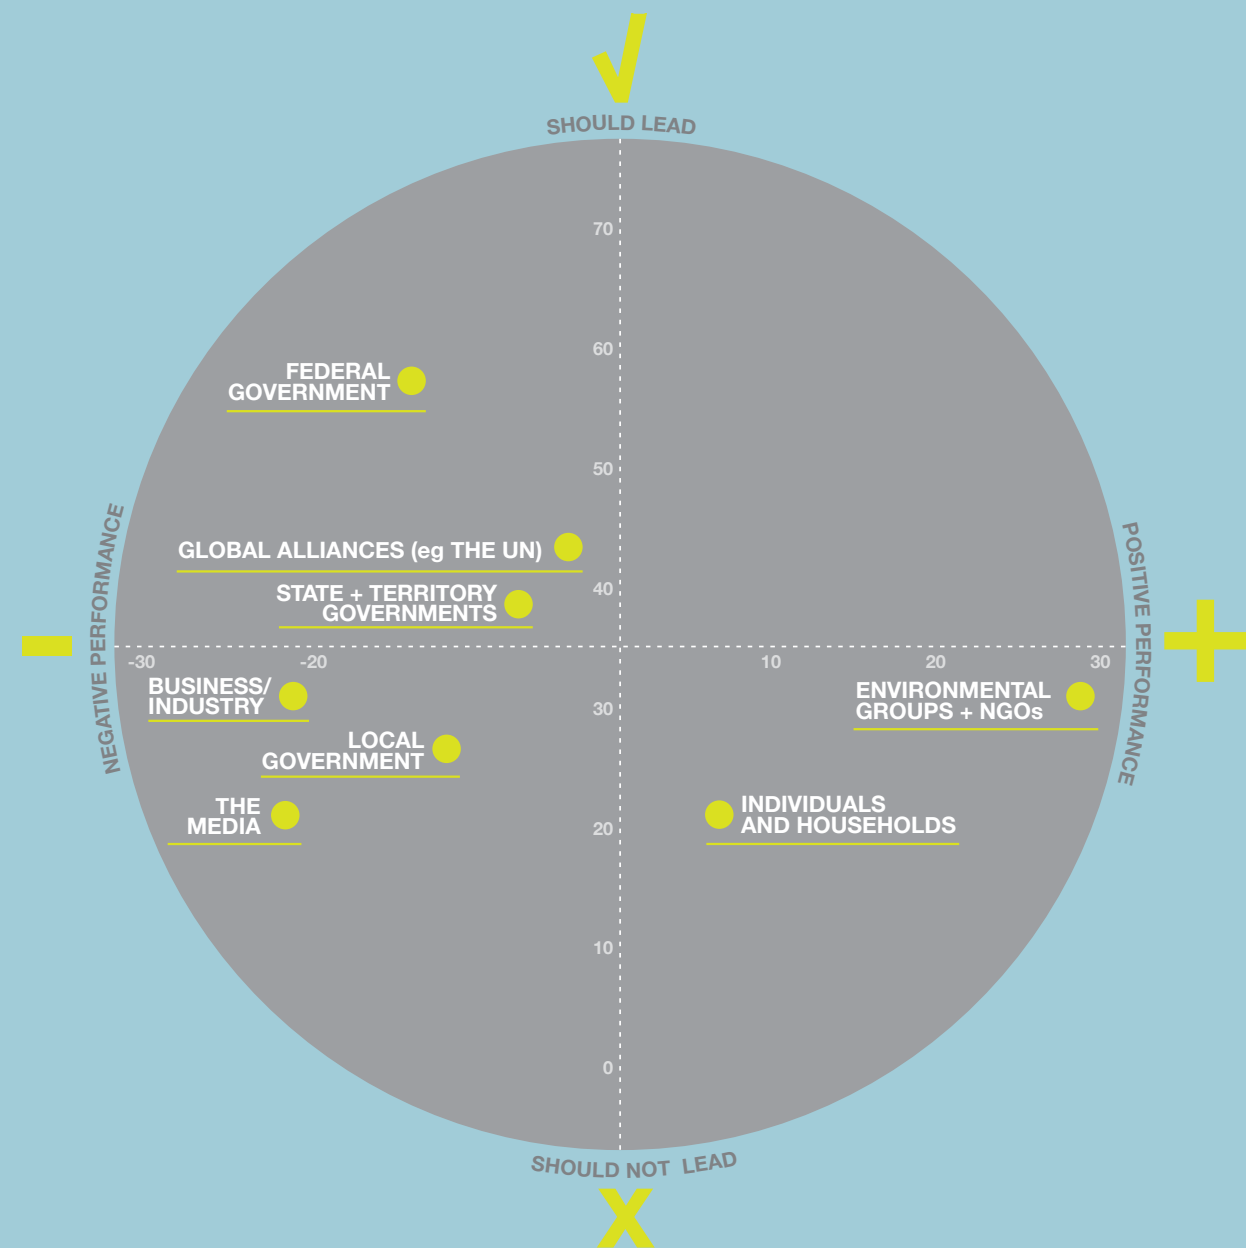 SHOULD LEAD
70
60
FEDERAL
GOVERNMENT
50
GLOBAL ALLIANCES (eg THE UN)
40
STATE + TERRITORY
GOVERNMENTS
NEGATIVE PERFORMANCE
POSITIVE PERFORMANCE
-30
-20
10
20
30
BUSINESS/
INDUSTRY
ENVIRONMENTAL
GROUPS + NGOs
30
LOCAL
GOVERNMENT
THE
MEDIA
INDIVIDUALS
AND HOUSEHOLDS
20
10
0
SHOULD NOT LEAD